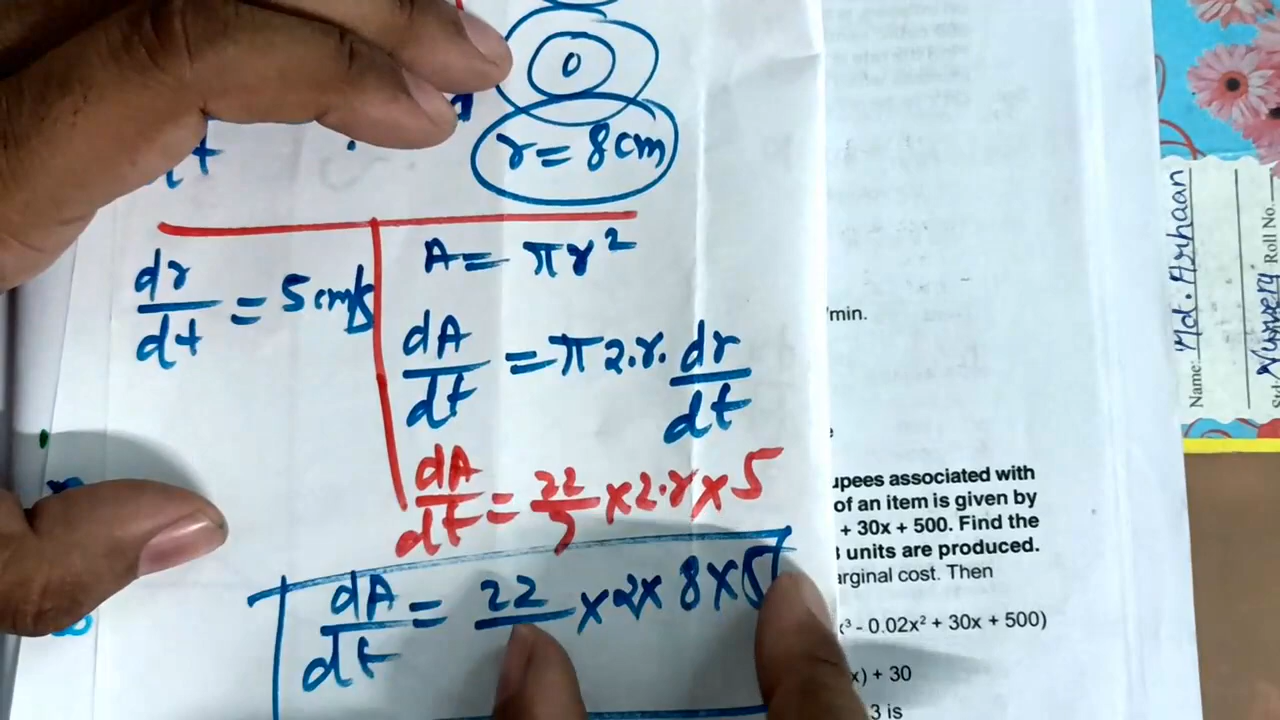 0
r = 8 cm
dr/dt = 5 cm/s
A = πr²
dA/dt = π2.r. dr/dt
dA/dt = 22/7 × 2.r × 5
dA/dt = 22 × 2 × 8 × 5
/min.
upees associated with
of an item is given by
+ 30x + 500. Find the
units are produced.
arginal cost. Then
- 0.02x² + 30x + 500)
x) + 30
3 is
Name: Md. Arhaan
Nursery Roll No.